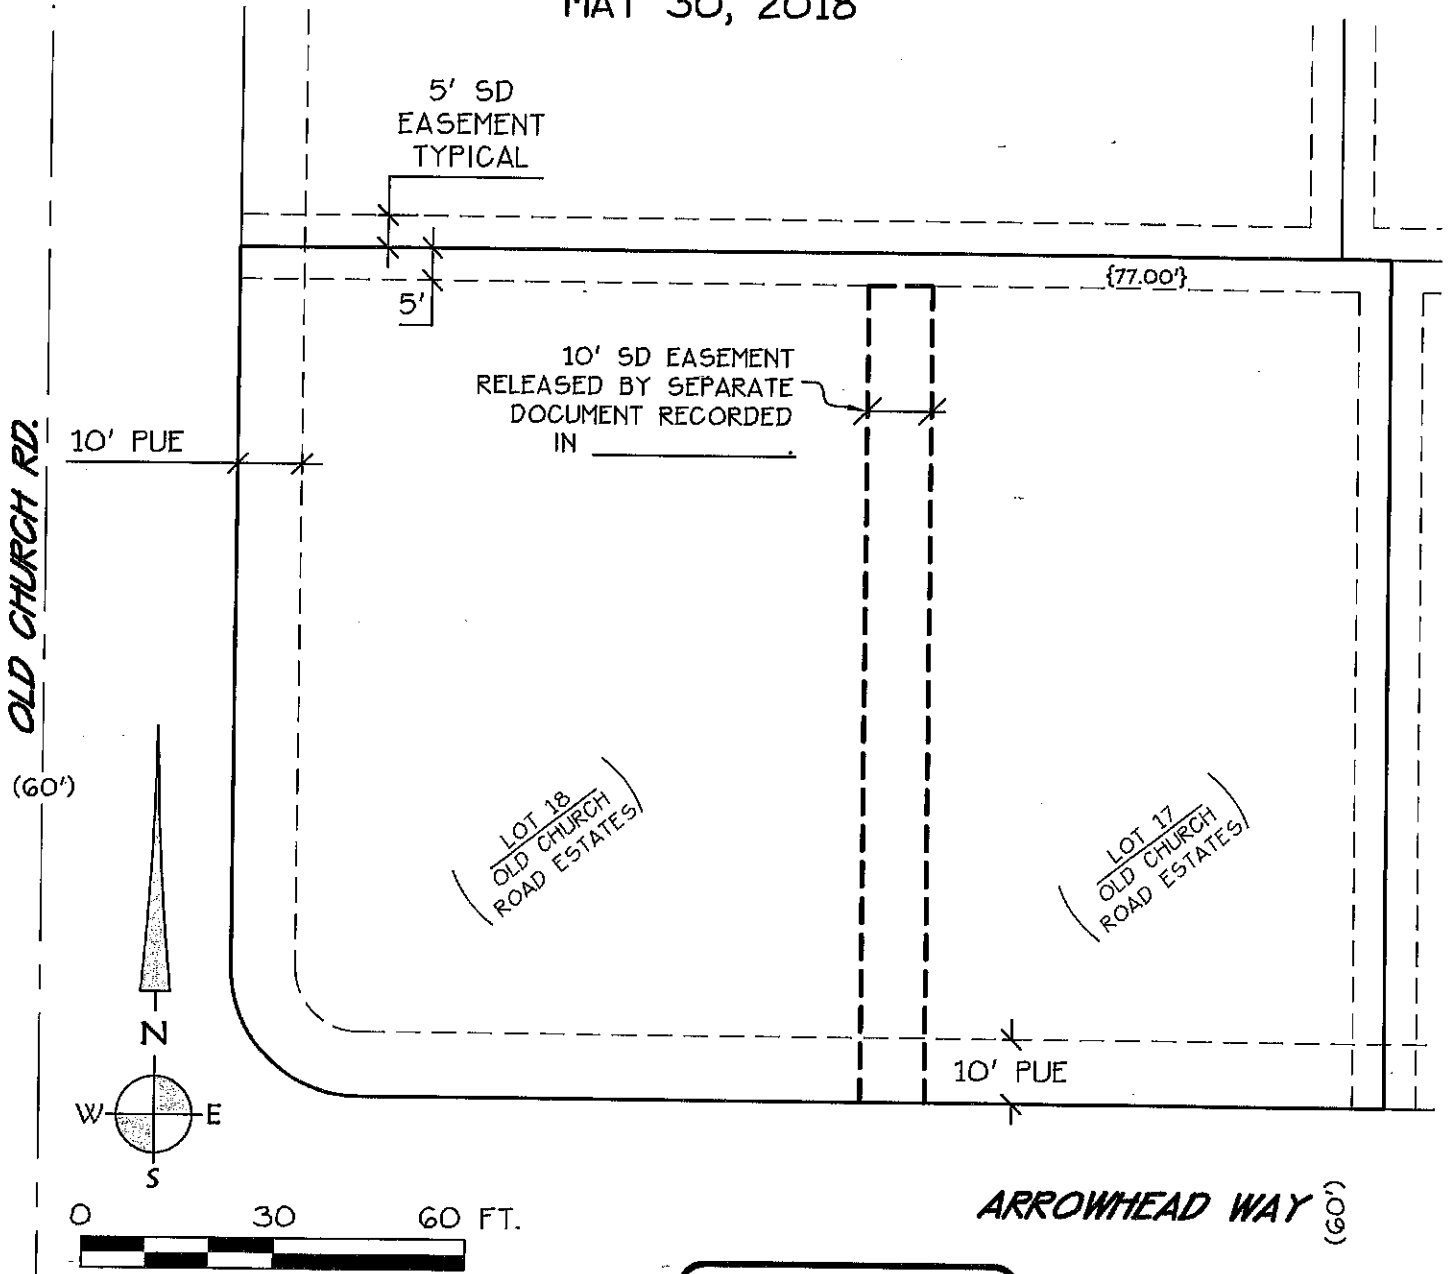 MAY 30, 2018
5' SD
EASEMENT
TYPICAL
{77.00'}
5'
10' SD EASEMENT
RELEASED BY SEPARATE
DOCUMENT RECORDED
IN ____________.
10' PUE
OLD CHURCH RD.
(60')
LOT 18
OLD CHURCH
ROAD ESTATES
LOT 17
OLD CHURCH
ROAD ESTATES
10' PUE
N
W E
S
ARROWHEAD WAY (60')
0 30 60 FT.